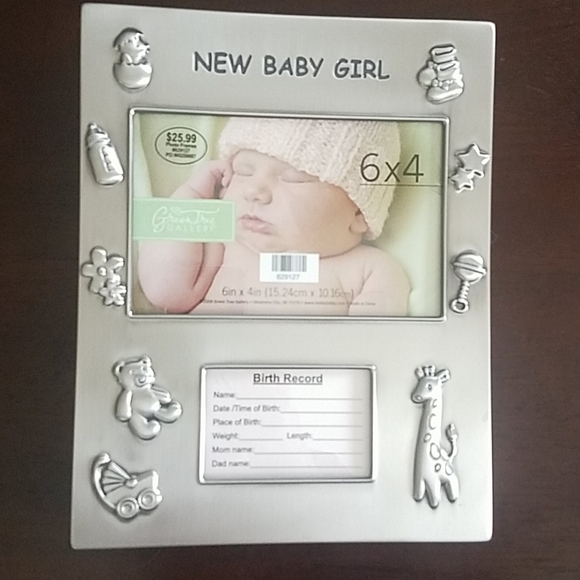 NEW BABY GIRL
$25.99
Photo Frames
6x4
Green Tree
GALLERY
829127
6in x 4in (15.24cm x 10.16cm)
Birth Record
Name:
Date /Time of Birth:
Place of Birth:
Weight: Length:
Mom name:
Dad name: